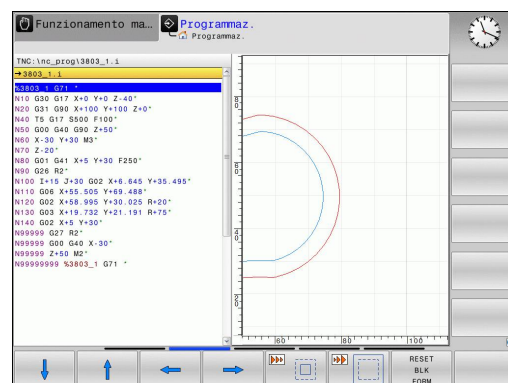 Funzionamento ma…
Programmaz.
Programmaz.
TNC:\nc_prog\3803_1.i
→3803_1.i
%3803_1 G71 *
N10 G30 G17 X+0 Y+0 Z-40*
N20 G31 G90 X+100 Y+100 Z+0*
N40 T5 G17 S500 F100*
N50 G00 G40 G90 Z+50*
N60 X-30 Y+30 M3*
N70 Z-20*
N80 G01 G41 X+5 Y+30 F250*
N90 G26 R2*
N100 I+15 J+30 G02 X+6.645 Y+35.495*
N110 G06 X+55.505 Y+69.488*
N120 G02 X+58.995 Y+30.025 R+20*
N130 G03 X+19.732 Y+21.191 R+75*
N140 G02 X+5 Y+30*
N99999 G27 R2*
N99999 G00 G40 X-30*
N99999 Z+50 M2*
N99999999 %3803_1 G71 *
60 80 100
RESET
BLK
FORM